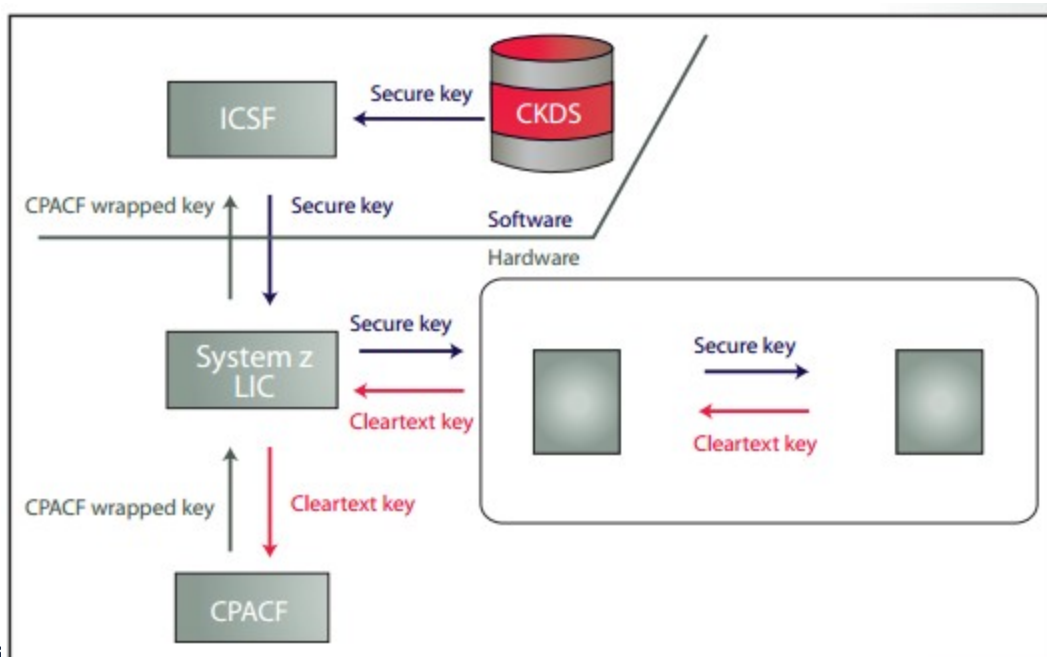 Secure key
CKDS
ICSF
CPACF wrapped key
Secure key
Software
Hardware
Secure key
System z
LIC
Secure key
Cleartext key
Cleartext key
CPACF wrapped key
Cleartext key
CPACF